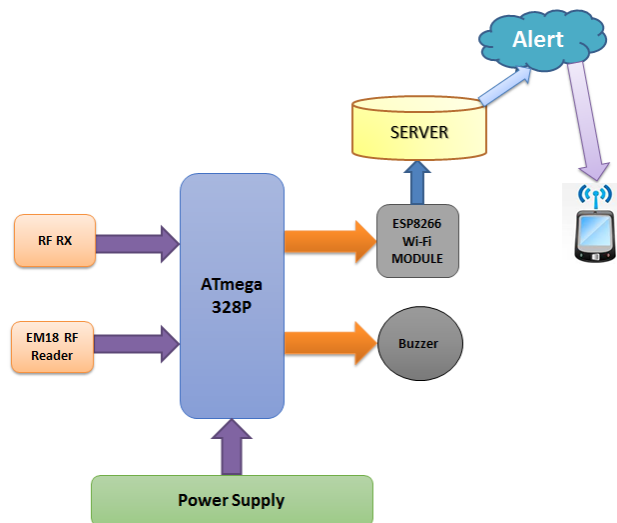 Alert
SERVER
RF RX
ATmega
328P
ESP8266
Wi-Fi
MODULE
EM18 RF
Reader
Buzzer
Power Supply